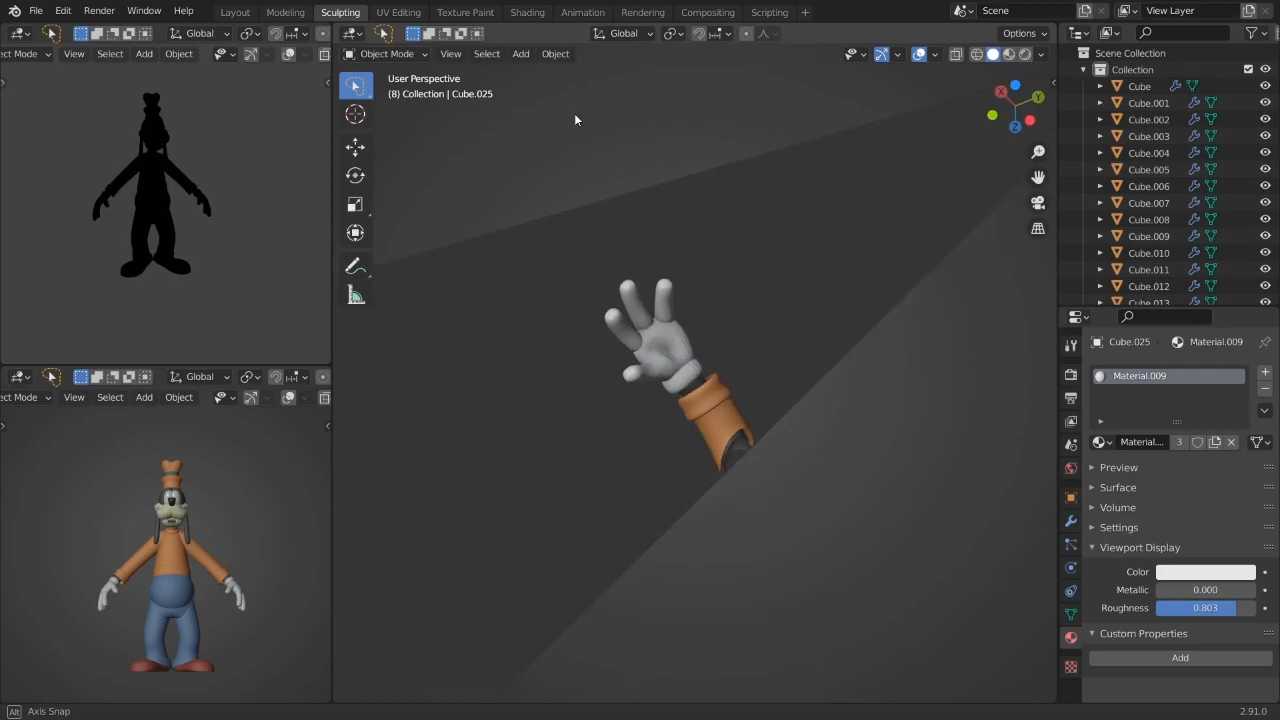 File Edit Render Window Help Layout Modeling Sculpting UV Editing Texture Paint Shading Animation Rendering Compositing Scripting + Scene View Layer
Global
Global Options
ect Mode View Select Add Object
Object Mode View Select Add Object
User Perspective
(8) Collection | Cube.025
X Y Z
Scene Collection
Collection
Cube
Cube.001
Cube.002
Cube.003
Cube.004
Cube.005
Cube.006
Cube.007
Cube.008
Cube.009
Cube.010
Cube.011
Cube.012
Cube.013
Cube.025 Material.009
Material.009
Global
ect Mode View Select Add Object
Material.... 3
Preview
Surface
Volume
Settings
Viewport Display
Color
Metallic 0.000
Roughness 0.803
Custom Properties
Add
Alt Axis Snap 2.91.0